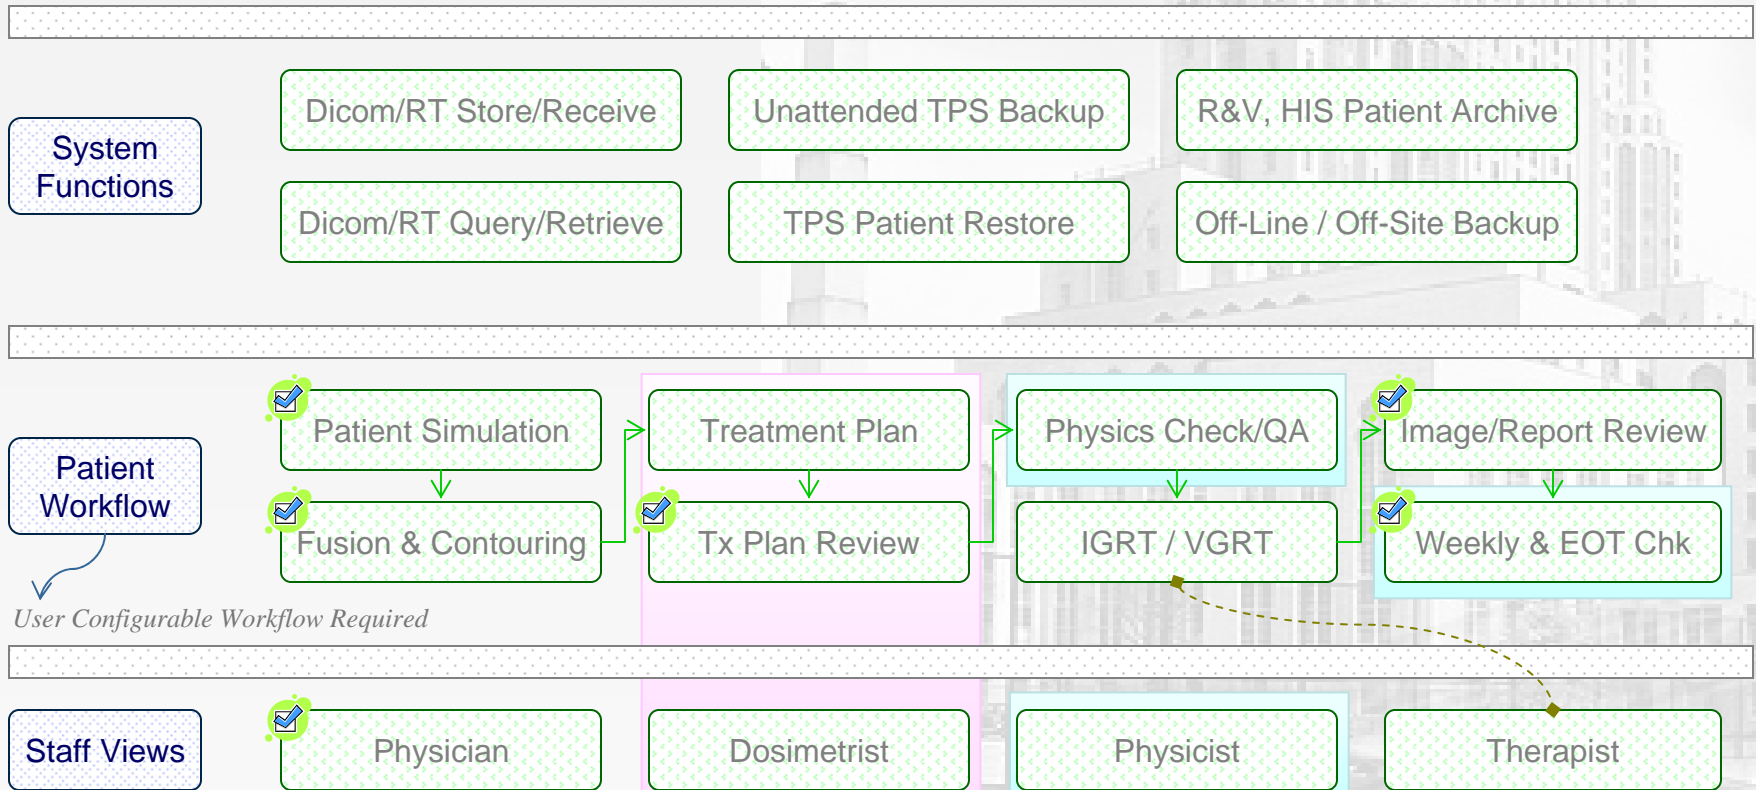 Dicom/RT Store/Receive
Unattended TPS Backup
R&V, HIS Patient Archive
System
Functions
Dicom/RT Query/Retrieve
TPS Patient Restore
Off-Line / Off-Site Backup
Patient Simulation
Treatment Plan
Physics Check/QA
Image/Report Review
Patient
Workflow
Fusion & Contouring
Tx Plan Review
IGRT / VGRT
Weekly & EOT Chk
User Configurable Workflow Required
Staff Views
Physician
Dosimetrist
Physicist
Therapist